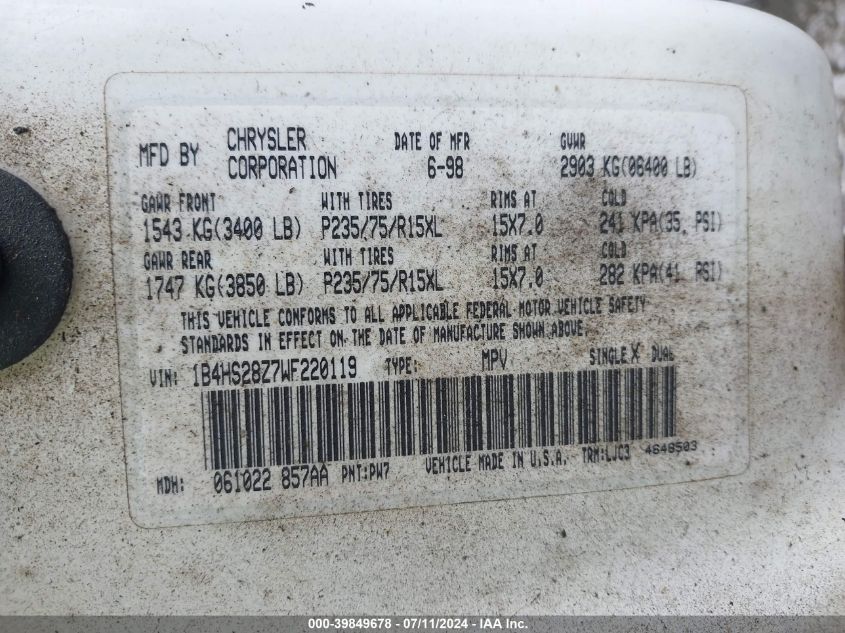 MFD BY CHRYSLER CORPORATION DATE OF MFR 6-98 GVWR 2903 KG(06400 LB)
GAWR FRONT WITH TIRES RIMS AT COLD
1543 KG(3400 LB) P235/75/R15XL 15X7.0 241 KPA(35 PSI)
GAWR REAR WITH TIRES RIMS AT COLD
1747 KG(3850 LB) P235/75/R15XL 15X7.0 282 KPA(41 PSI)
THIS VEHICLE CONFORMS TO ALL APPLICABLE FEDERAL MOTOR VEHICLE SAFETY
STANDARDS IN EFFECT ON THE DATE OF MANUFACTURE SHOWN ABOVE.
VIN: 1B4HS28Z7WF220119 TYPE: MPV SINGLE X DUAL
MDH: 061022 857AA PNT:PW7 VEHICLE MADE IN U.S.A. TRM:LJC3 4648503
000-39849678 - 07/11/2024 - IAA Inc.